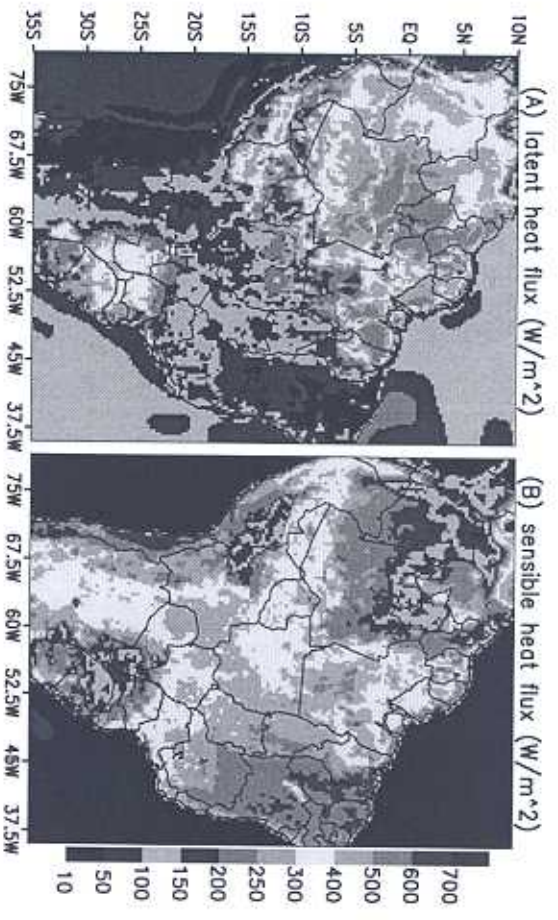 (A) latent heat flux (W/m^2)
10N
5N
EQ
5S
10S
15S
20S
25S
30S
35S
75W 67.5W 60W 52.5W 45W 37.5W
(B) sensible heat flux (W/m^2)
75W 67.5W 60W 52.5W 45W 37.5W
700
600
500
400
300
250
200
150
100
50
10